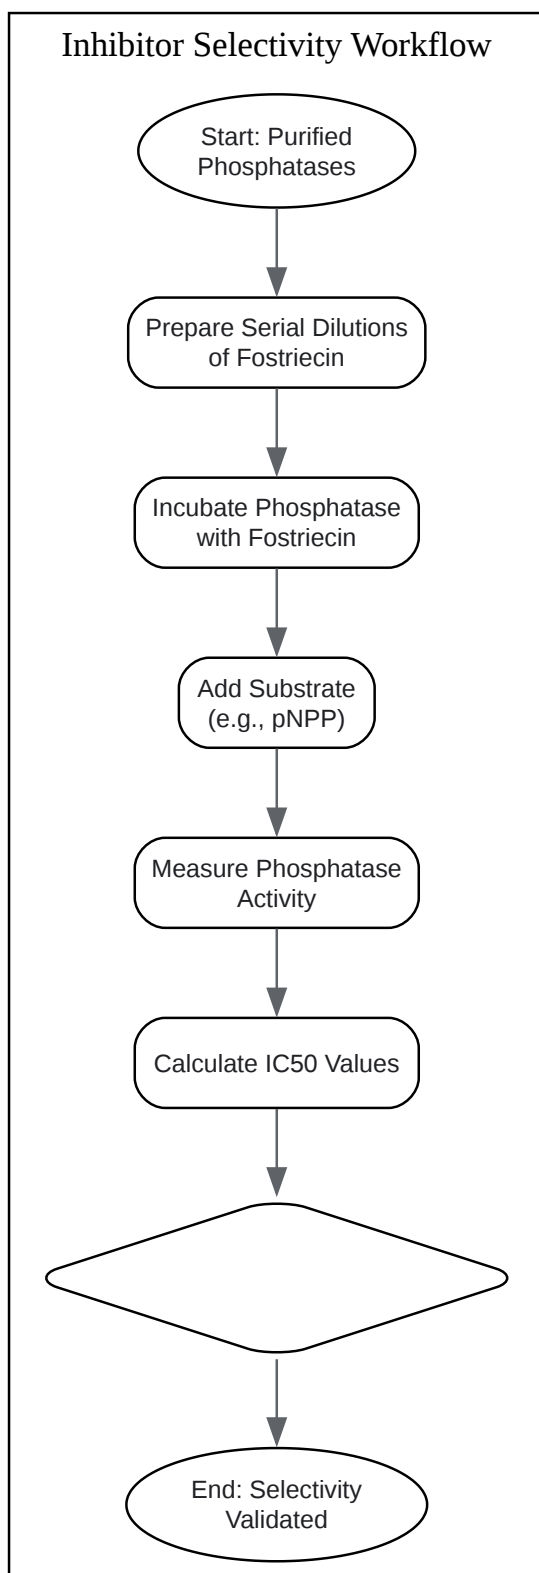 Inhibitor Selectivity Workflow
Start: Purified
Phosphatases
Prepare Serial Dilutions
of Fostriecin
Incubate Phosphatase
with Fostriecin
Add Substrate
(e.g., pNPP)
Measure Phosphatase
Activity
Calculate IC50 Values
End: Selectivity
Validated